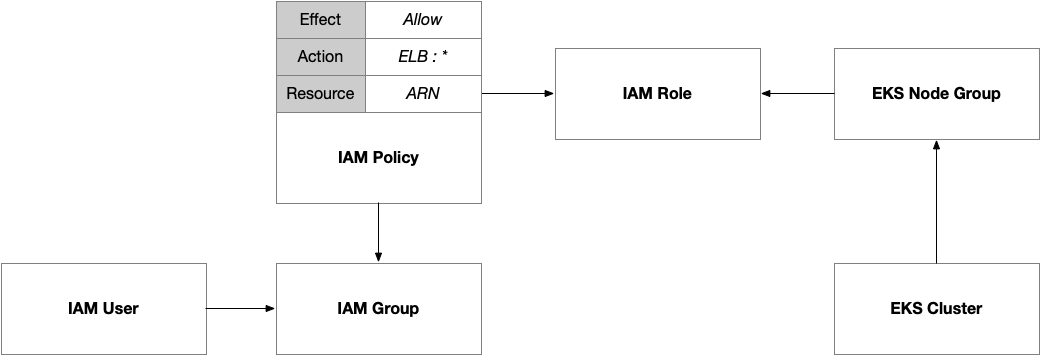 Effect Allow
Action ELB : *
Resource ARN
IAM Policy
IAM Role
EKS Node Group
IAM User
IAM Group
EKS Cluster